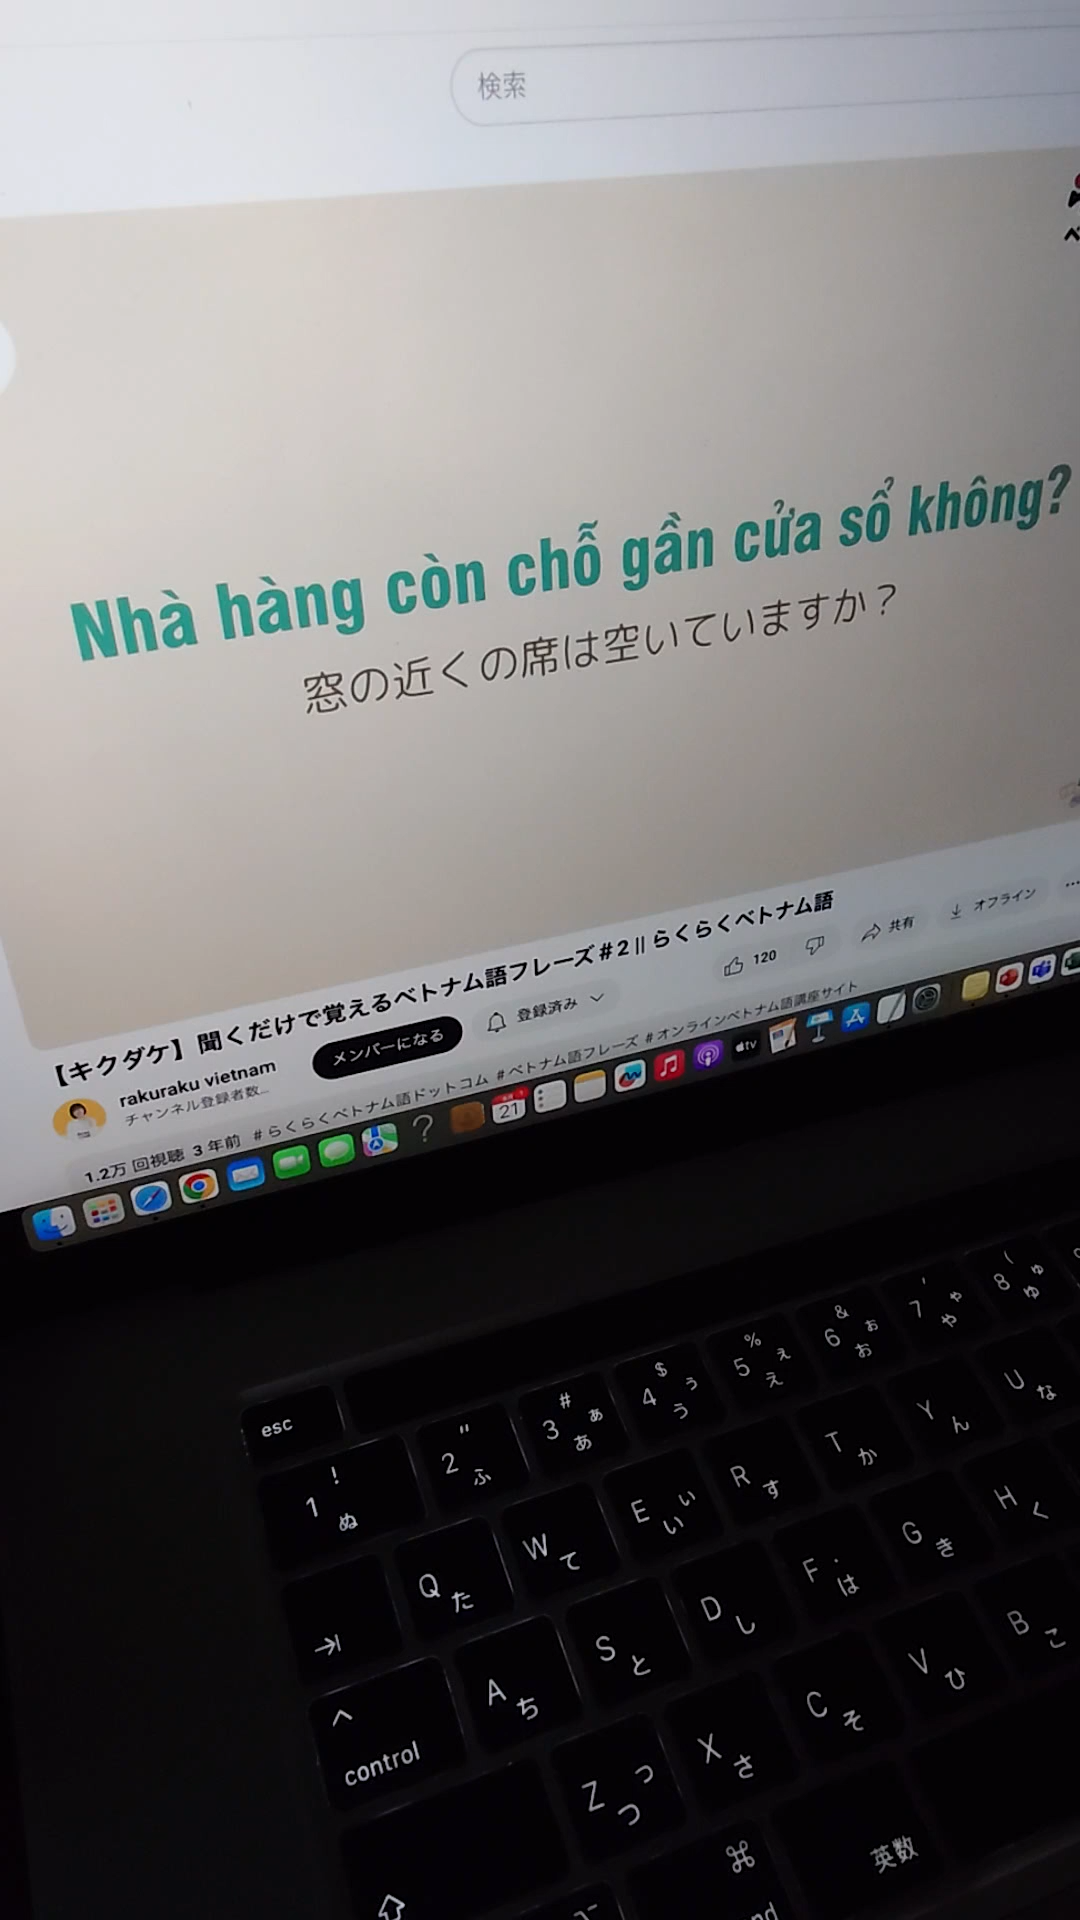 検索
Nhà hàng còn chỗ gần cửa sổ không?
窓の近くの席は空いていますか？
【キクダケ】聞くだけで覚えるベトナム語フレーズ＃2 || らくらくベトナム語
rakuraku vietnam
チャンネル登録者数...
メンバーになる
登録済み
120
共有
オフライン
1.2万 回視聴 3 年前 #らくらくベトナム語ドットコム #ベトナム語フレーズ #オンラインベトナム語講座サイト
21
tv
esc
! 1 ぬ
" 2 ふ
# 3 ぁ あ
$ 4 ぅ う
% 5 ぇ え
& 6 ぉ お
' 7 ゃ や
( 8 ゅ ゆ
Q た
W て
E ぃ い
R す
T か
Y ん
U な
control
A ち
S と
D し
F は
G き
H く
Z っ つ
X さ
C そ
V ひ
B こ
⌘
英数